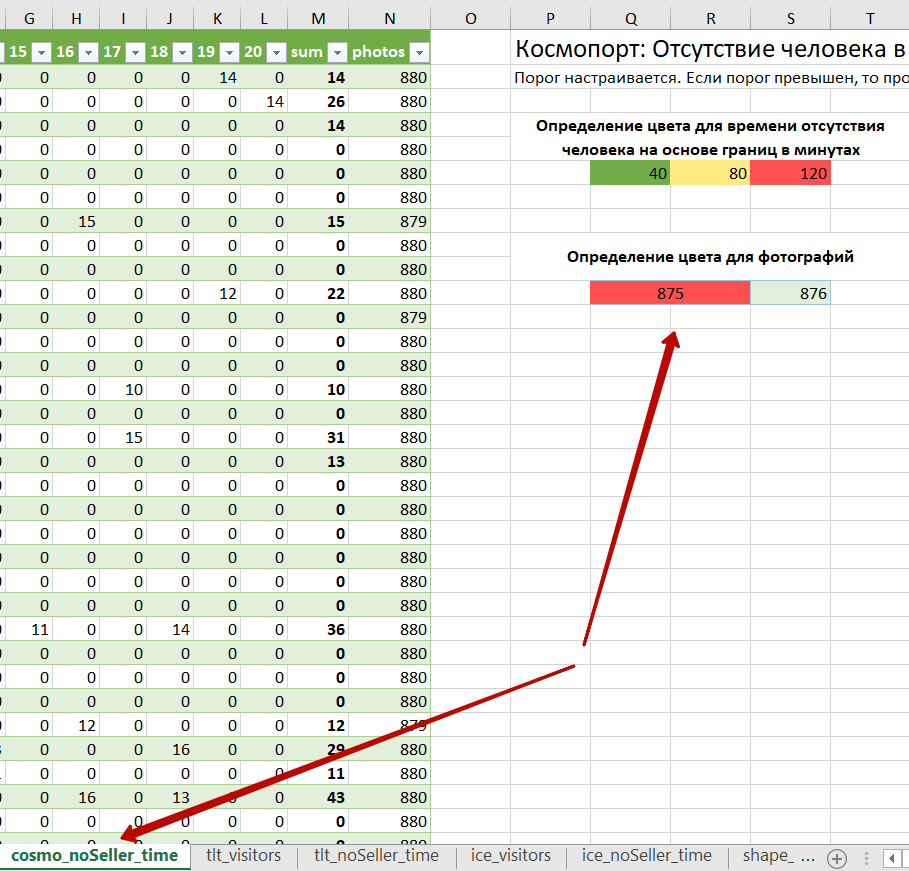 G H I J K L M N O P Q R S T
15 16 17 18 19 20 sum photos Космопорт: Отсутствие человека в
0 0 0 0 14 0 14 880 Порог настраивается. Если порог превышен, то про
0 0 0 0 0 14 26 880
0 0 0 0 0 0 14 880 Определение цвета для времени отсутствия
0 0 0 0 0 0 0 880 человека на основе границ в минутах
0 0 0 0 0 0 0 880 40 80 120
0 0 0 0 0 0 0 880
0 15 0 0 0 0 15 879
0 0 0 0 0 0 0 880
Определение цвета для фотографий
0 0 0 0 0 0 0 880
0 0 0 0 12 0 22 880 875 876
0 0 0 0 0 0 0 879
0 0 0 0 0 0 0 880
0 0 0 0 0 0 0 880
0 0 10 0 0 0 10 880
0 0 0 0 0 0 0 880
0 0 15 0 0 0 31 880
0 0 0 0 0 0 13 880
0 0 0 0 0 0 0 880
0 0 0 0 0 0 0 880
0 0 0 0 0 0 0 880
0 0 0 0 0 0 0 880
0 0 0 0 0 0 0 880
0 0 0 0 0 0 0 880
11 0 0 14 0 0 36 880
0 0 0 0 0 0 0 880
0 0 0 0 0 0 0 880
0 0 0 0 0 0 0 880
0 12 0 0 0 0 12 879
0 0 0 16 0 0 29 880
0 0 0 0 0 0 11 880
0 16 0 13 0 0 43 880
0 0 0 0 0 0 0 880
cosmo_noSeller_time tlt_visitors tlt_noSeller_time ice_visitors ice_noSeller_time shape_ ...